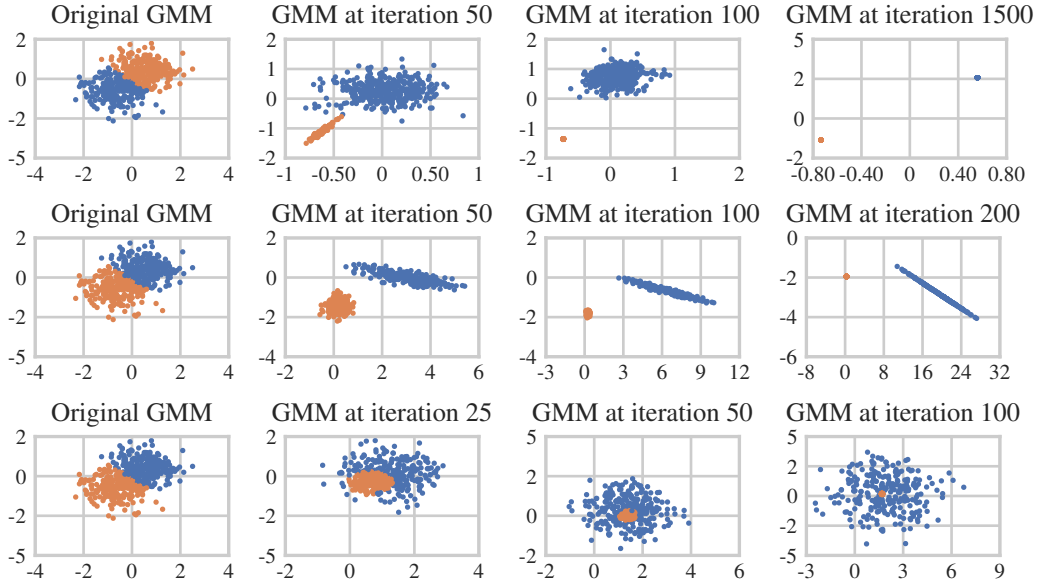 Original GMM GMM at iteration 50 GMM at iteration 100 GMM at iteration 1500
2 2 2 5
0 1 1 2
-2 0 0 0
-5 -1 -1 -2
-2 -2
-4 -2 0 2 4 -1 -0.50 0 0.50 1 -1 0 1 2 -0.80 -0.40 0 0.40 0.80
Original GMM GMM at iteration 50 GMM at iteration 100 GMM at iteration 200
2 2 2 0
0 0 0 -2
-2 -2 -2 -4
-5 -4 -4 -6
-4 -2 0 2 4 -2 0 2 4 6 -3 0 3 6 9 12 -8 0 8 16 24 32
Original GMM GMM at iteration 25 GMM at iteration 50 GMM at iteration 100
2 2 5 5
0 0 2 2
-2 -2 0 0
-5 -5 -2 -2
-5
-4 -2 0 2 4 -2 0 2 4 -2 0 2 4 6 -3 0 3 6 9